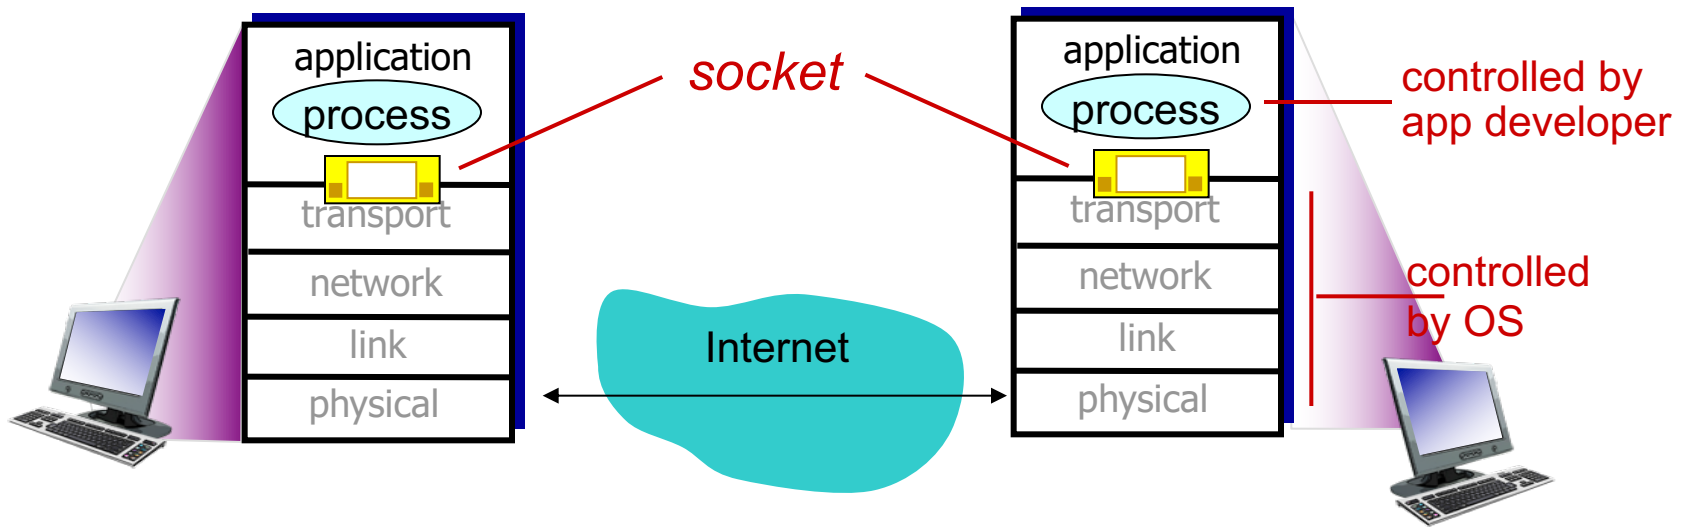 application
process
transport
network
link
physical
socket
Internet
application
process
transport
network
link
physical
controlled by
app developer
controlled
by OS